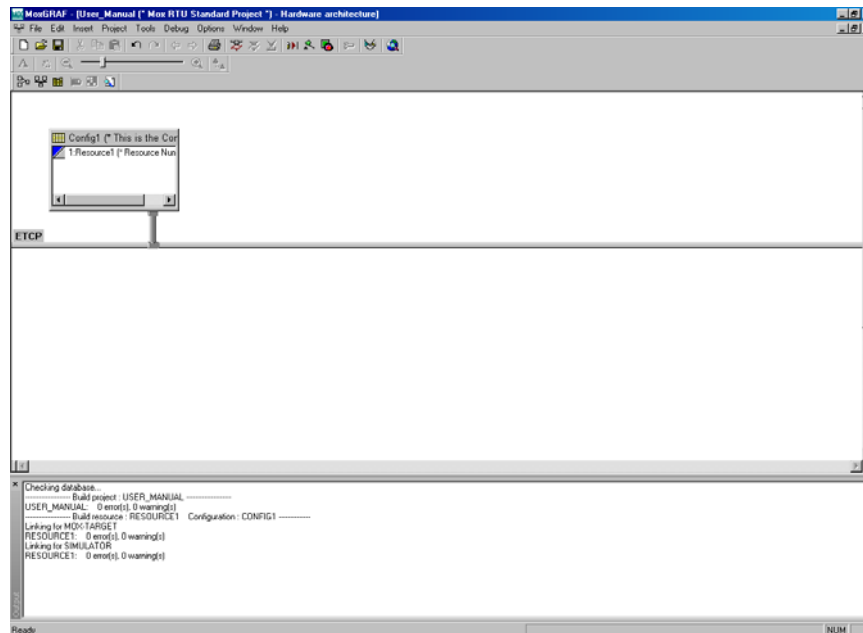 MoxGRAF - [User_Manual (* Mox RTU Standard Project *) - Hardware architecture]
File Edit Insert Project Tools Debug Options Window Help
Config1 (* This is the Cor
1:Resource1 (* Resource Nun
ETCP
Checking database...
--------------- Build project : USER_MANUAL ---------------
USER_MANUAL: 0 error(s), 0 warning(s)
--------------- Build resource : RESOURCE1 Configuration : CONFIG1 -----------
Linking for MOX-TARGET
RESOURCE1: 0 error(s), 0 warning(s)
Linking for SIMULATOR
RESOURCE1: 0 error(s), 0 warning(s)
Output
Ready
NUM